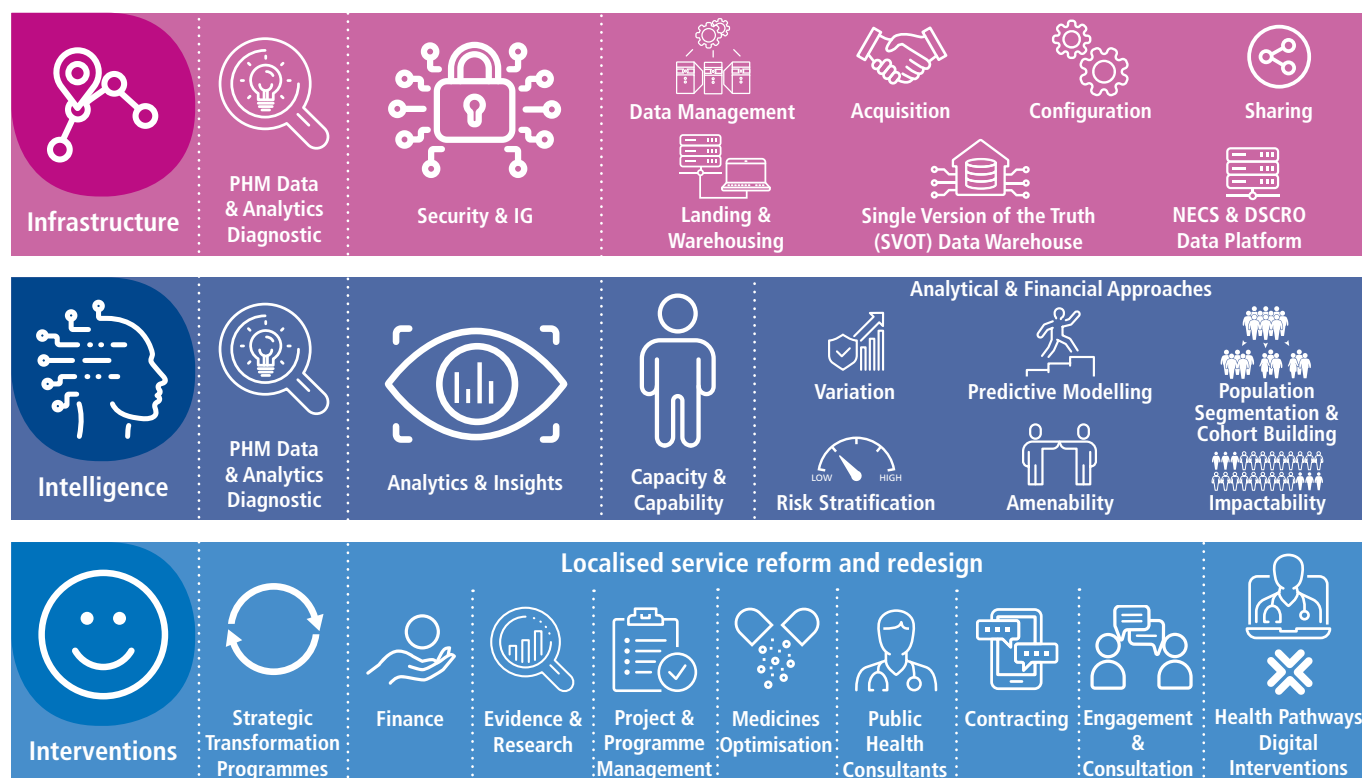 Infrastructure
PHM Data
& Analytics
Diagnostic
Security & IG
Data Management
Acquisition
Configuration
Sharing
Landing &
Warehousing
Single Version of the Truth
(SVOT) Data Warehouse
NECS & DSCRO
Data Platform
Intelligence
PHM Data
& Analytics
Diagnostic
Analytics & Insights
Capacity &
Capability
Analytical & Financial Approaches
Variation
Predictive Modelling
Population
Segmentation &
Cohort Building
LOW
HIGH
Risk Stratification
Amenability
Impactability
Interventions
Strategic
Transformation
Programmes
Localised service reform and redesign
Finance
Evidence &
Research
Project &
Programme
Management
Medicines
Optimisation
Public
Health
Consultants
Contracting
Engagement
&
Consultation
Health Pathways
Digital
Interventions